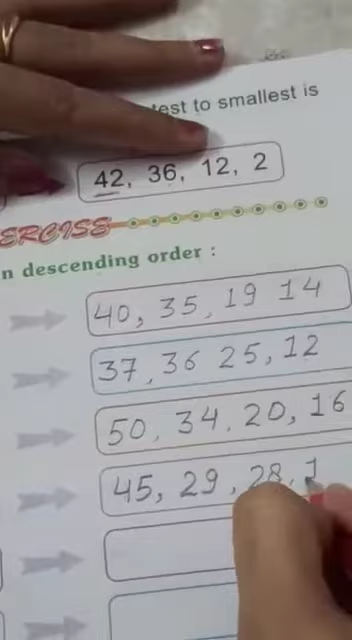 test to smallest is
42, 36, 12, 2
ERCISE
n descending order :
40, 35, 19 14
37, 36 25, 12
50, 34, 20, 16
45, 29, 28, 1